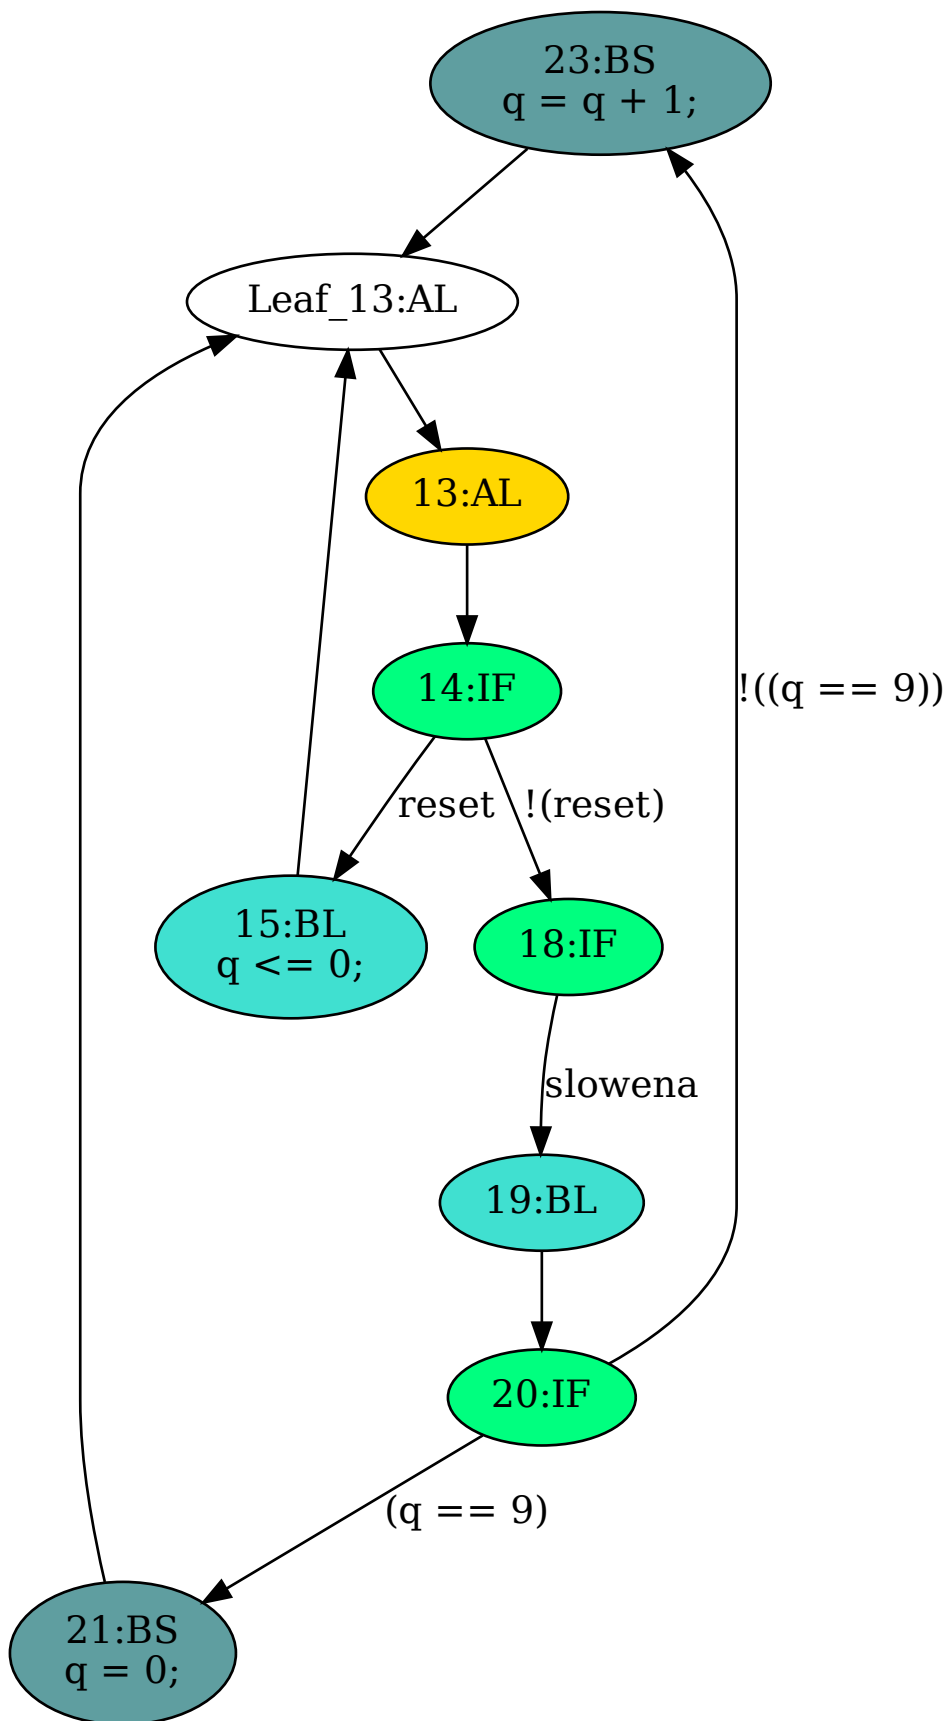 23:BS
q = q + 1;
Leaf_13:AL
13:AL
14:IF
!((q == 9))
reset
!(reset)
15:BL
q <= 0;
18:IF
slowena
19:BL
20:IF
(q == 9)
21:BS
q = 0;